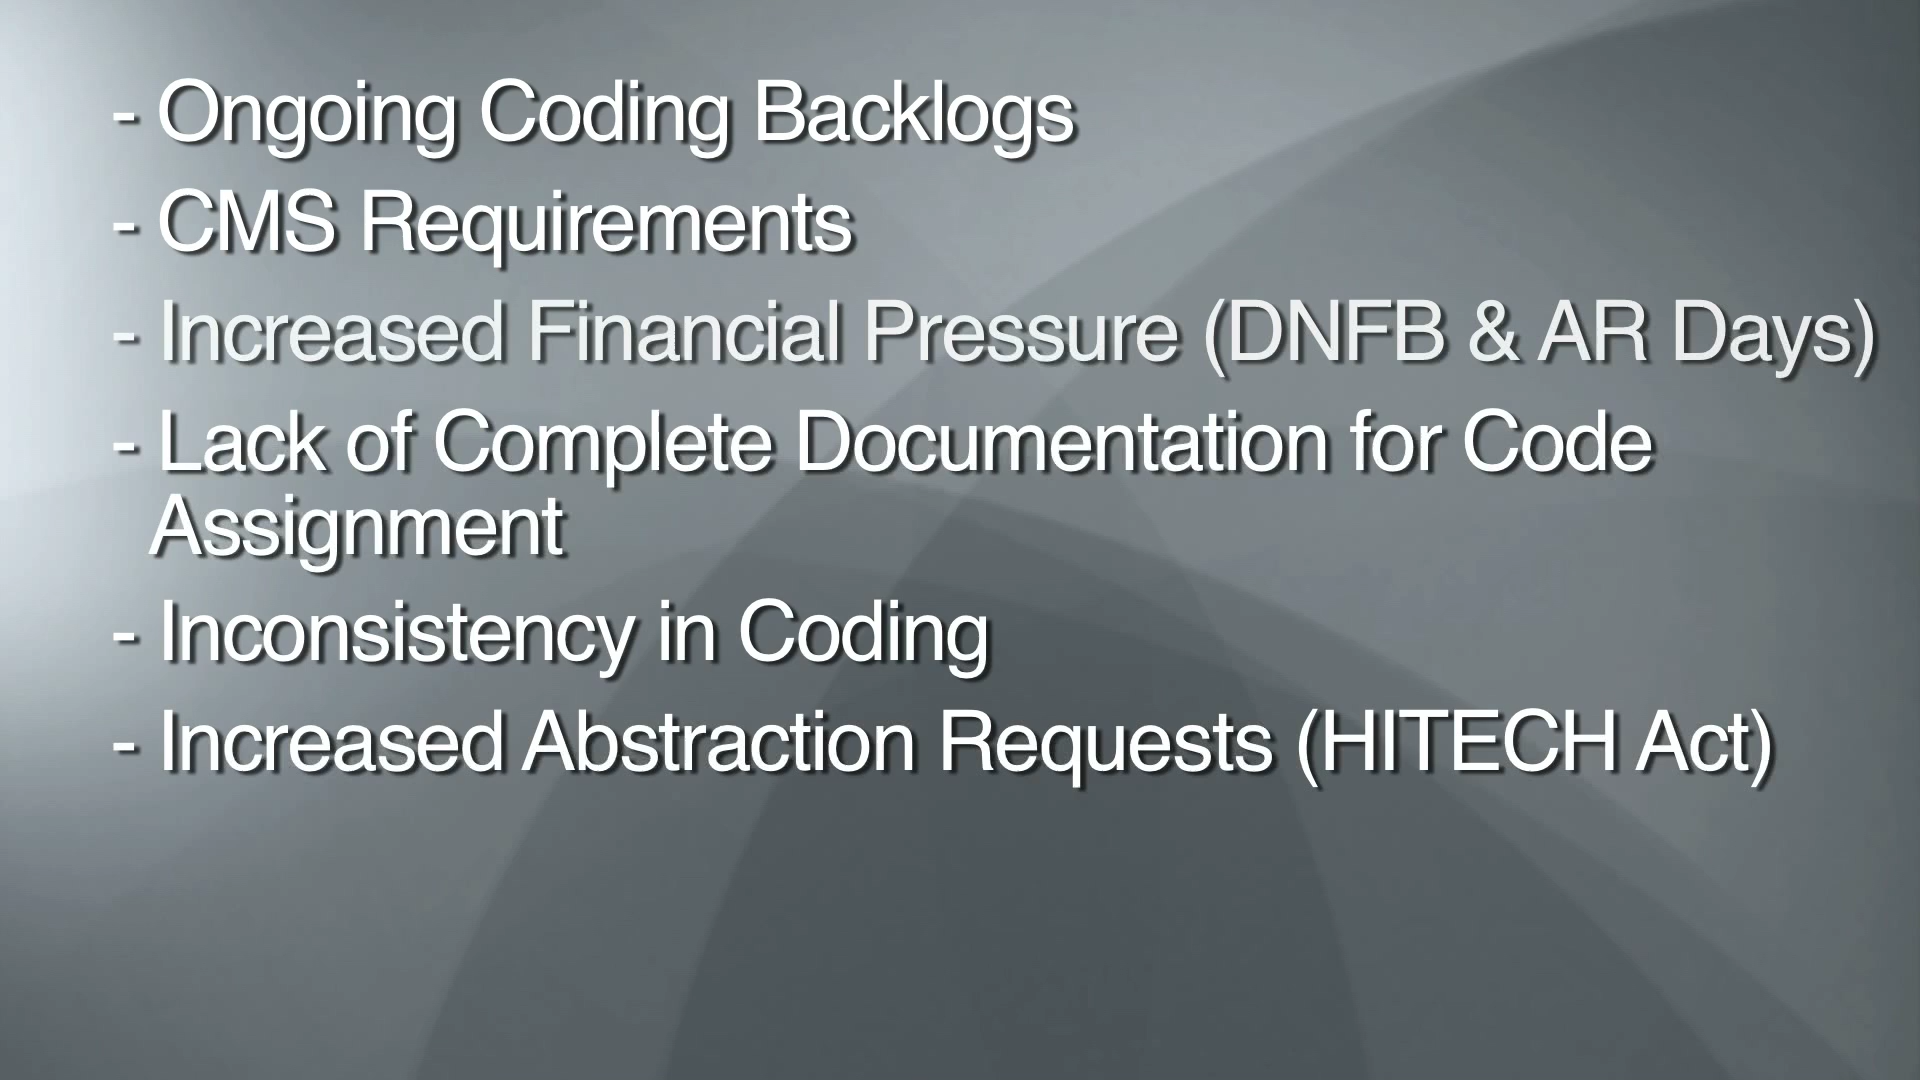 - Ongoing Coding Backlogs
- CMS Requirements
- Increased Financial Pressure (DNFB & AR Days)
- Lack of Complete Documentation for Code
Assignment
- Inconsistency in Coding
- Increased Abstraction Requests (HITECH Act)